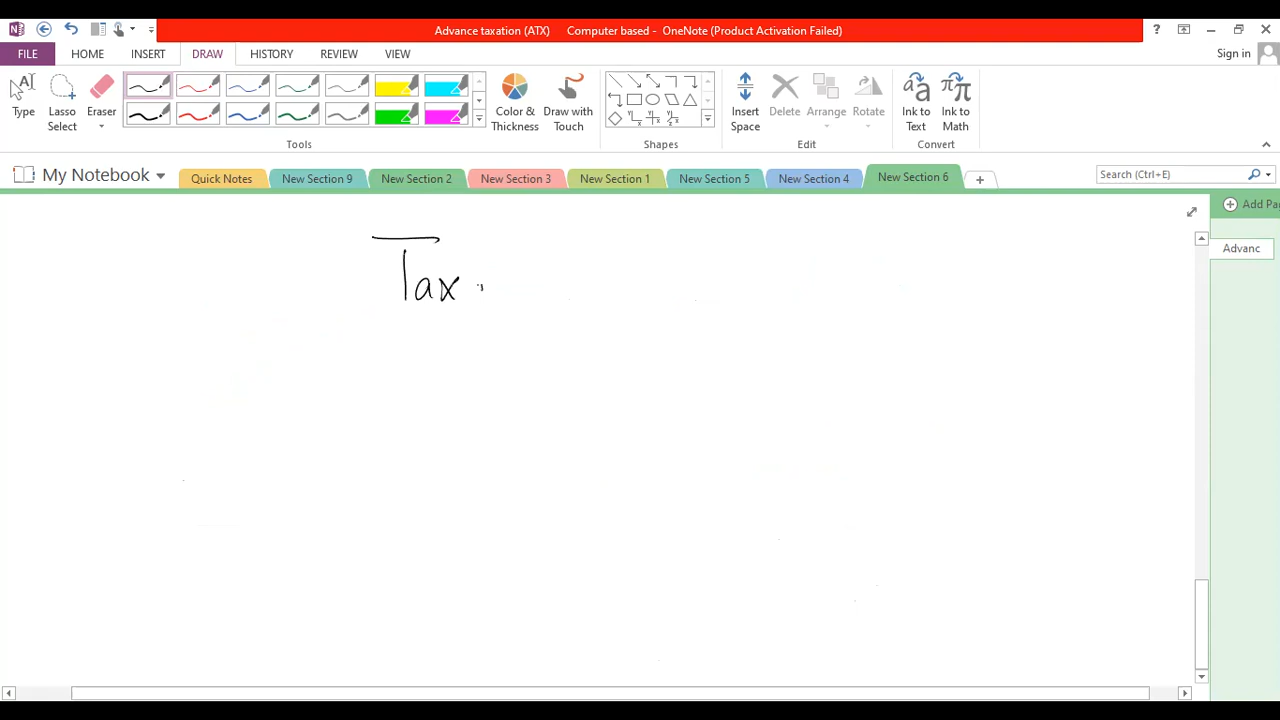 Advance taxation (ATX) Computer based - OneNote (Product Activation Failed)
?
FILE HOME INSERT DRAW HISTORY REVIEW VIEW Sign in
Type Lasso Select Eraser Color & Thickness Draw with Touch Insert Space Delete Arrange Rotate Ink to Text Ink to Math
Tools Shapes Edit Convert
My Notebook Quick Notes New Section 9 New Section 2 New Section 3 New Section 1 New Section 5 New Section 4 New Section 6 Search (Ctrl+E)
Add Pa
Advanc
Tax